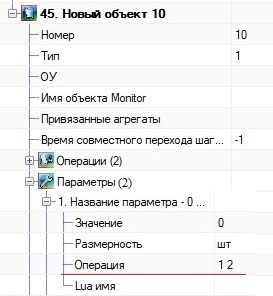 45. Новый объект 10
Номер 10
Тип 1
ОУ
Имя объекта Monitor
Привязанные агрегаты
Время совместного перехода шаг... -1
Операции (2)
Параметры (2)
1. Название параметра - 0 ...
Значение 0
Размерность шт
Операция 1 2
Lua имя